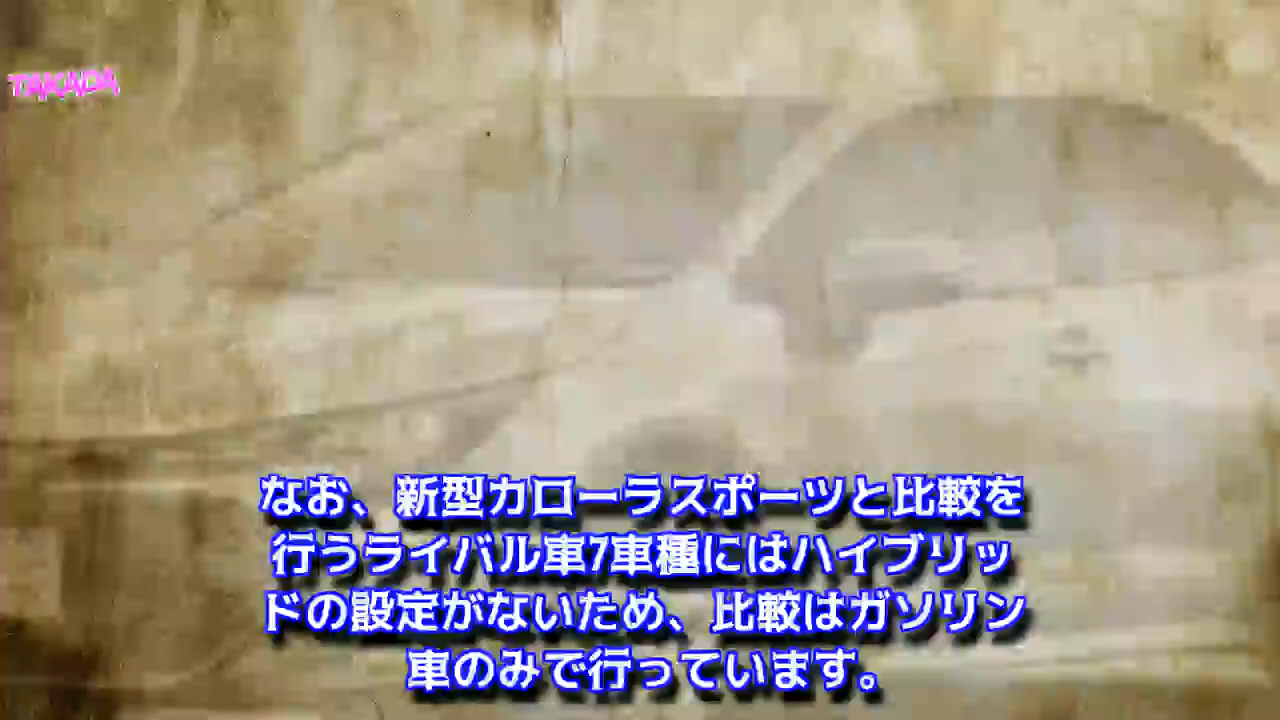 TAKADA
なお、新型カローラスポーツと比較を
行うライバル車7車種にはハイブリッ
ドの設定がないため、比較はガソリン
車のみで行っています。